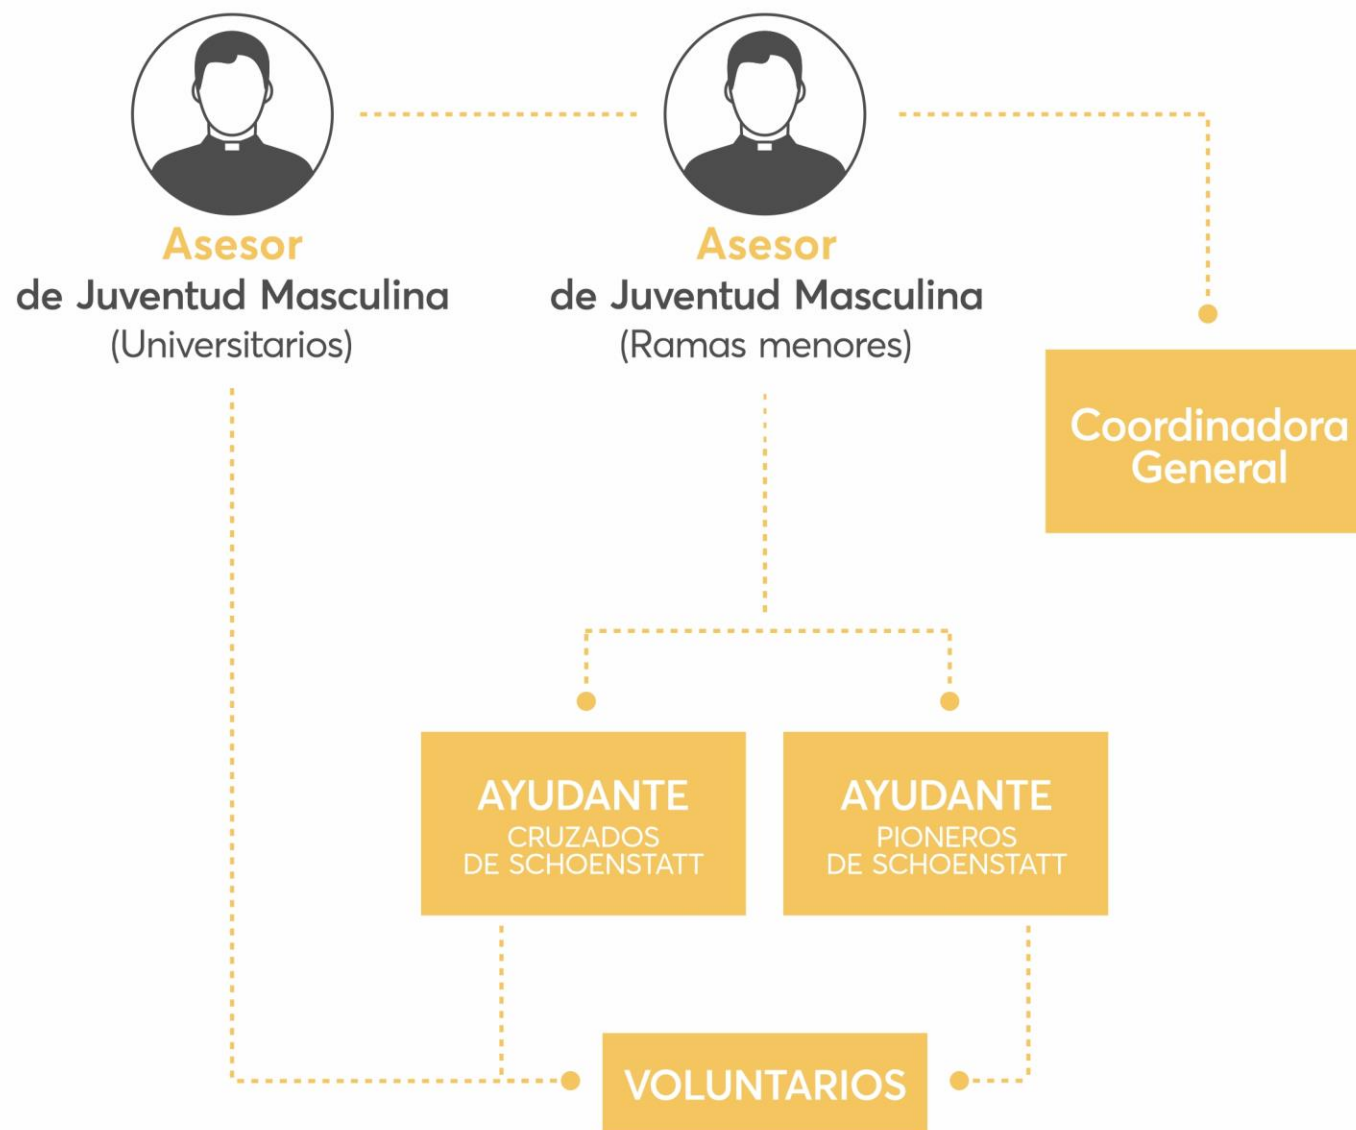 Asesor
de Juventud Masculina
(Universitarios)
Asesor
de Juventud Masculina
(Ramas menores)
Coordinadora
General
AYUDANTE
CRUZADOS
DE SCHOENSTATT
AYUDANTE
PIONEROS
DE SCHOENSTATT
VOLUNTARIOS